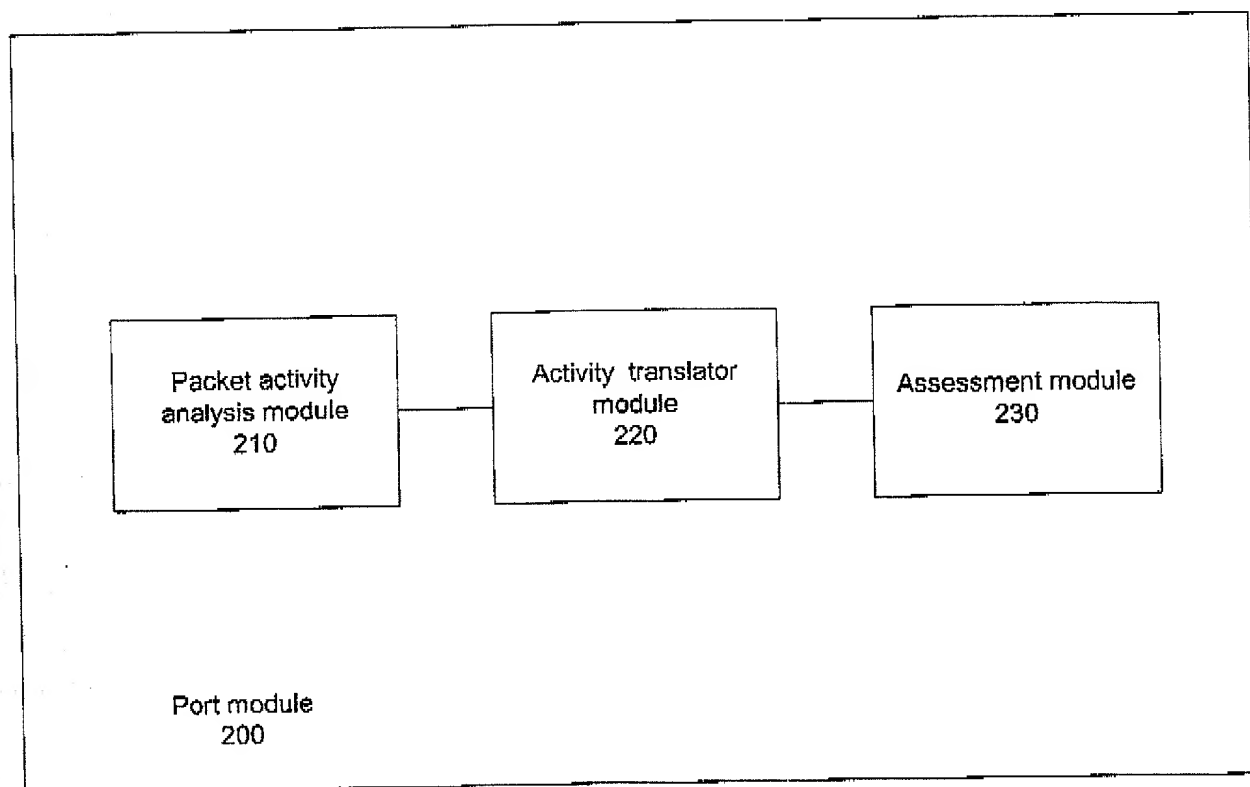 Packet activity
analysis module
210
Activity translator
module
220
Assessment module
230
Port module
200